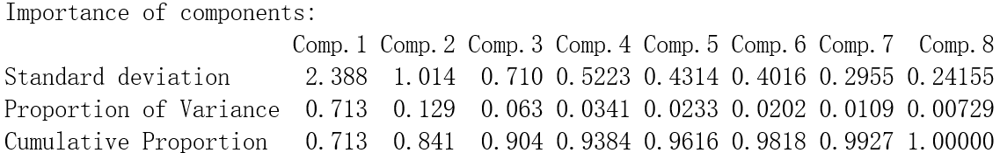 Importance of components:
Comp.1 Comp.2 Comp.3 Comp.4 Comp.5 Comp.6 Comp.7 Comp.8
Standard deviation 2.388 1.014 0.710 0.5223 0.4314 0.4016 0.2955 0.24155
Proportion of Variance 0.713 0.129 0.063 0.0341 0.0233 0.0202 0.0109 0.00729
Cumulative Proportion 0.713 0.841 0.904 0.9384 0.9616 0.9818 0.9927 1.00000